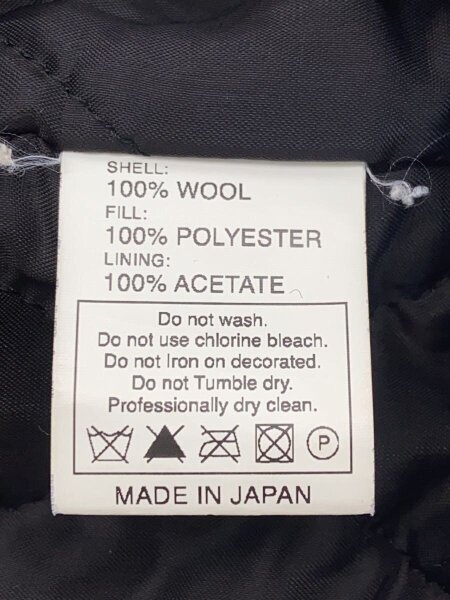 SHELL:
100% WOOL
FILL:
100% POLYESTER
LINING:
100% ACETATE
Do not wash.
Do not use chlorine bleach.
Do not Iron on decorated.
Do not Tumble dry.
Professionally dry clean.
P
MADE IN JAPAN